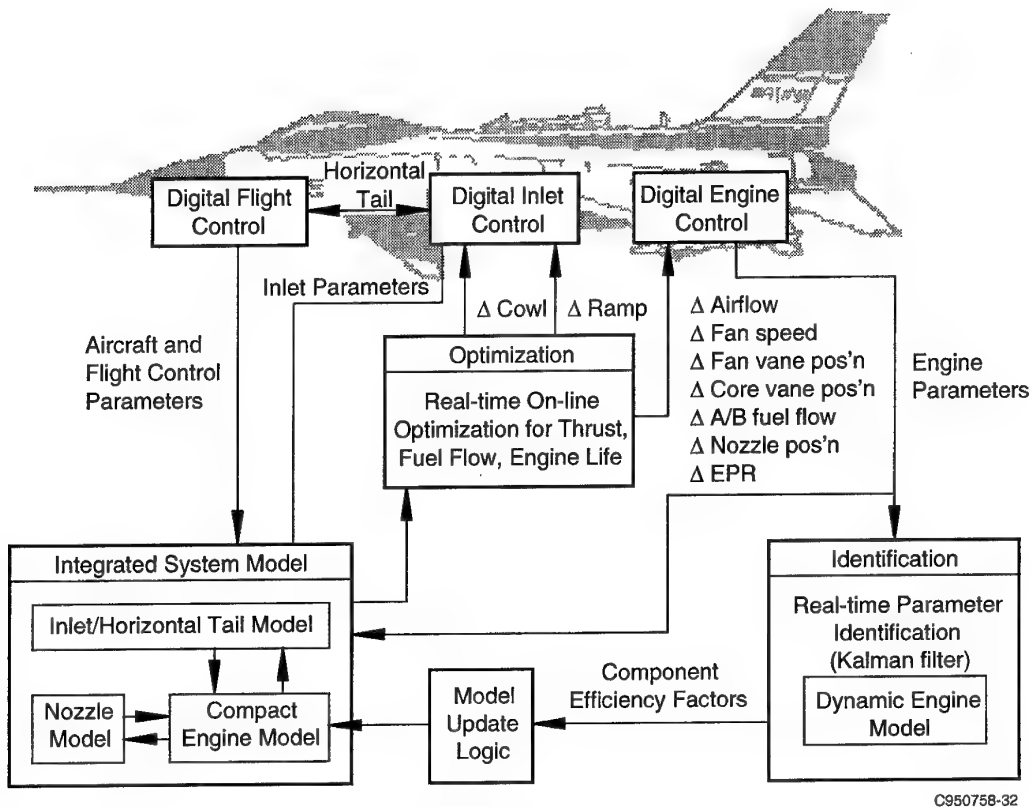 Horizontal
Tail
Digital Flight
Control
Digital Inlet
Control
Digital Engine
Control
Inlet Parameters
Δ Cowl
Δ Ramp
Δ Airflow
Δ Fan speed
Δ Fan vane pos'n
Δ Core vane pos'n
Δ A/B fuel flow
Δ Nozzle pos'n
Δ EPR
Aircraft and
Flight Control
Parameters
Optimization
Real-time On-line
Optimization for Thrust,
Fuel Flow, Engine Life
Engine
Parameters
Integrated System Model
Inlet/Horizontal Tail Model
Nozzle
Model
Compact
Engine Model
Model
Update
Logic
Component
Efficiency Factors
Identification
Real-time Parameter
Identification
(Kalman filter)
Dynamic Engine
Model
C950758-32